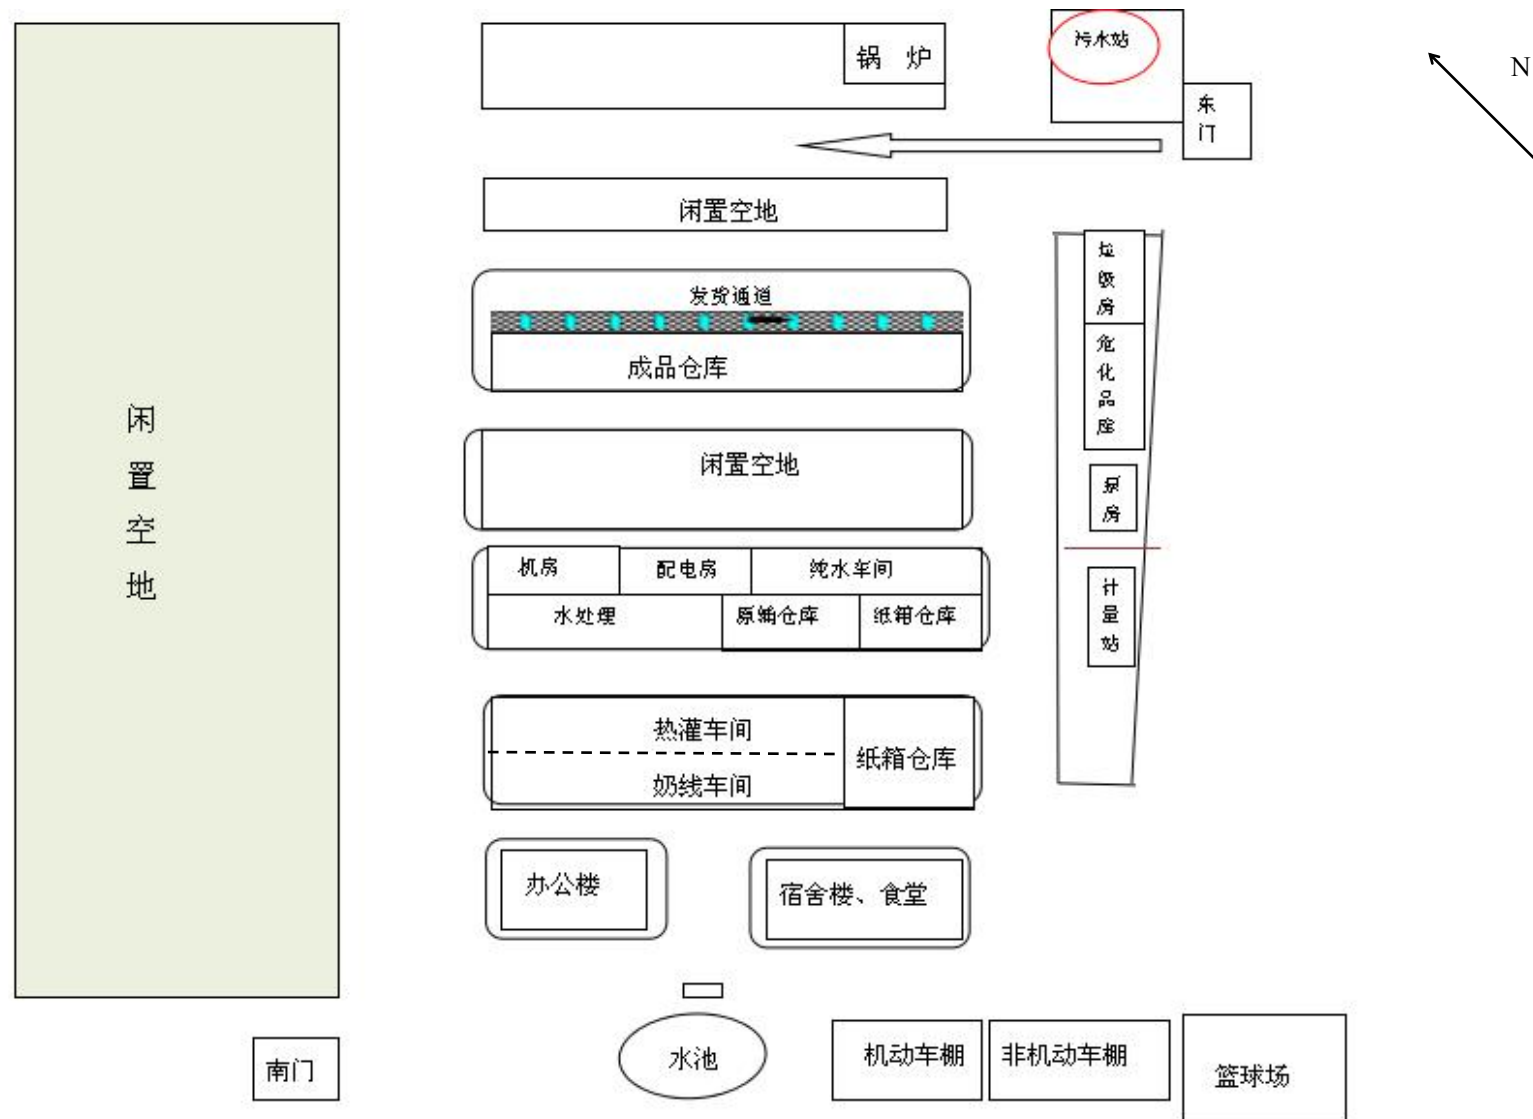 锅 炉
污水站
N
东
门
闲置空地
发货通道
成品仓库
垃
圾
房
危
化
品
库
闲
置
空
地
闲置空地
泵
房
机房
配电房
纯水车间
水处理
原辅仓库
纸箱仓库
计
量
站
热灌车间
奶线车间
纸箱仓库
办公楼
宿舍楼、食堂
南门
水池
机动车棚
非机动车棚
篮球场